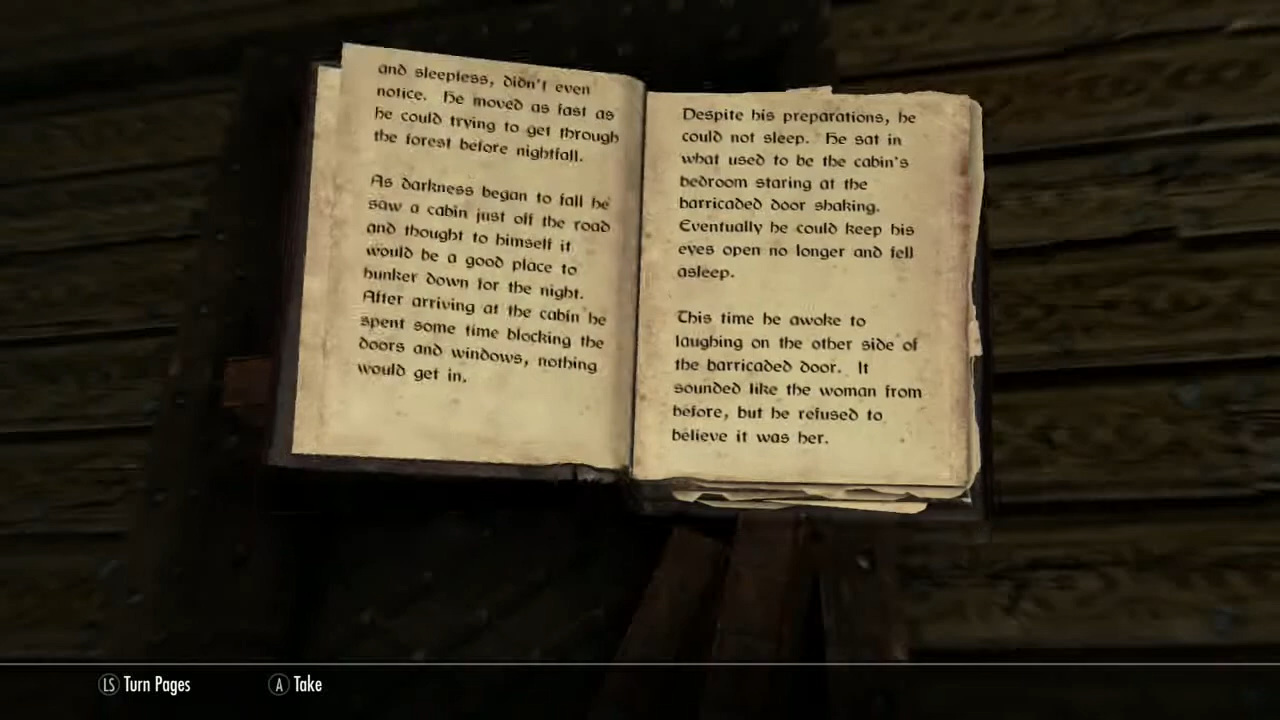 and sleepless, didn't even
notice.  He moved as fast as
he could trying to get through
the forest before nightfall.
As darkness began to fall he
saw a cabin just off the road
and thought to himself it
would be a good place to
hunker down for the night.
After arriving at the cabin he
spent some time blocking the
doors and windows, nothing
would get in.
Despite his preparations, he
could not sleep.  He sat in
what used to be the cabin's
bedroom staring at the
barricaded door shaking.
Eventually he could keep his
eyes open no longer and fell
asleep.
This time he awoke to
laughing on the other side of
the barricaded door.  It
sounded like the woman from
before, but he refused to
believe it was her.
LS Turn Pages
A Take